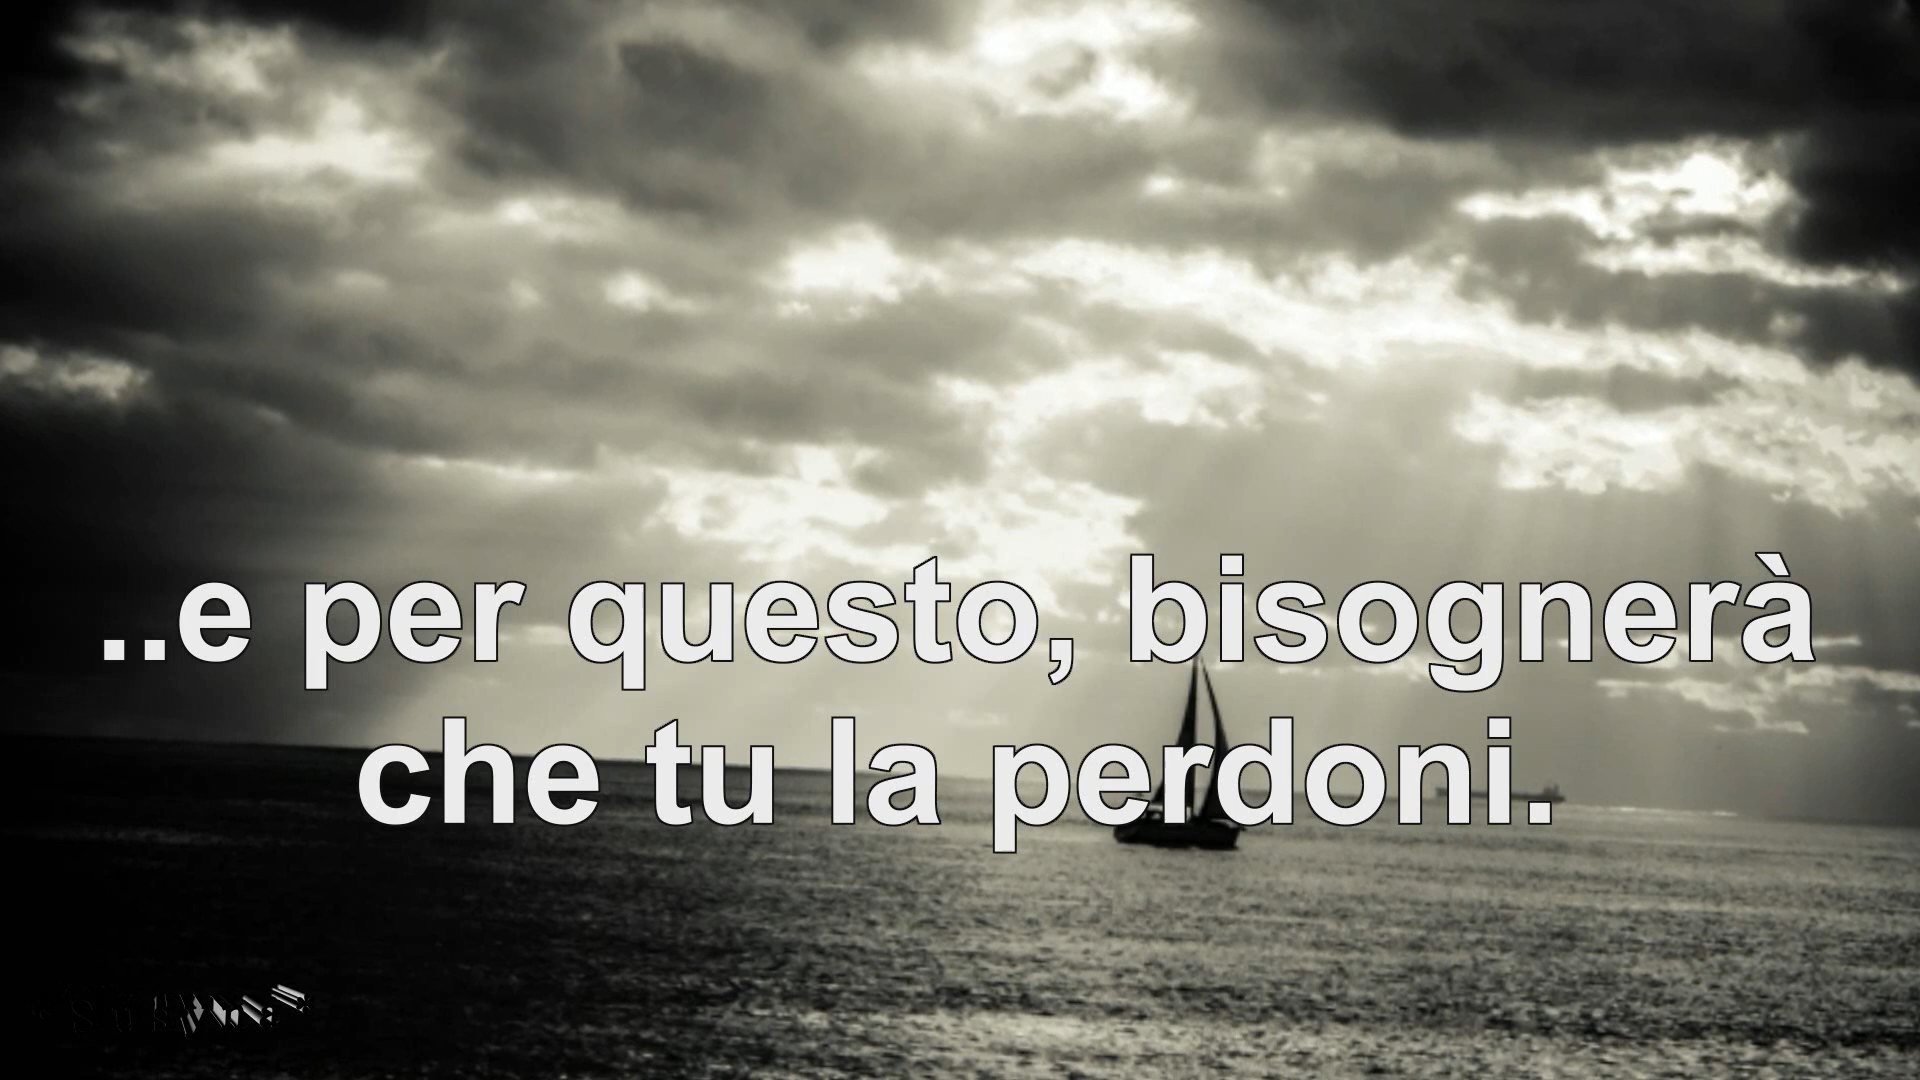 ..e per questo, bisognerà
che tu la perdoni.